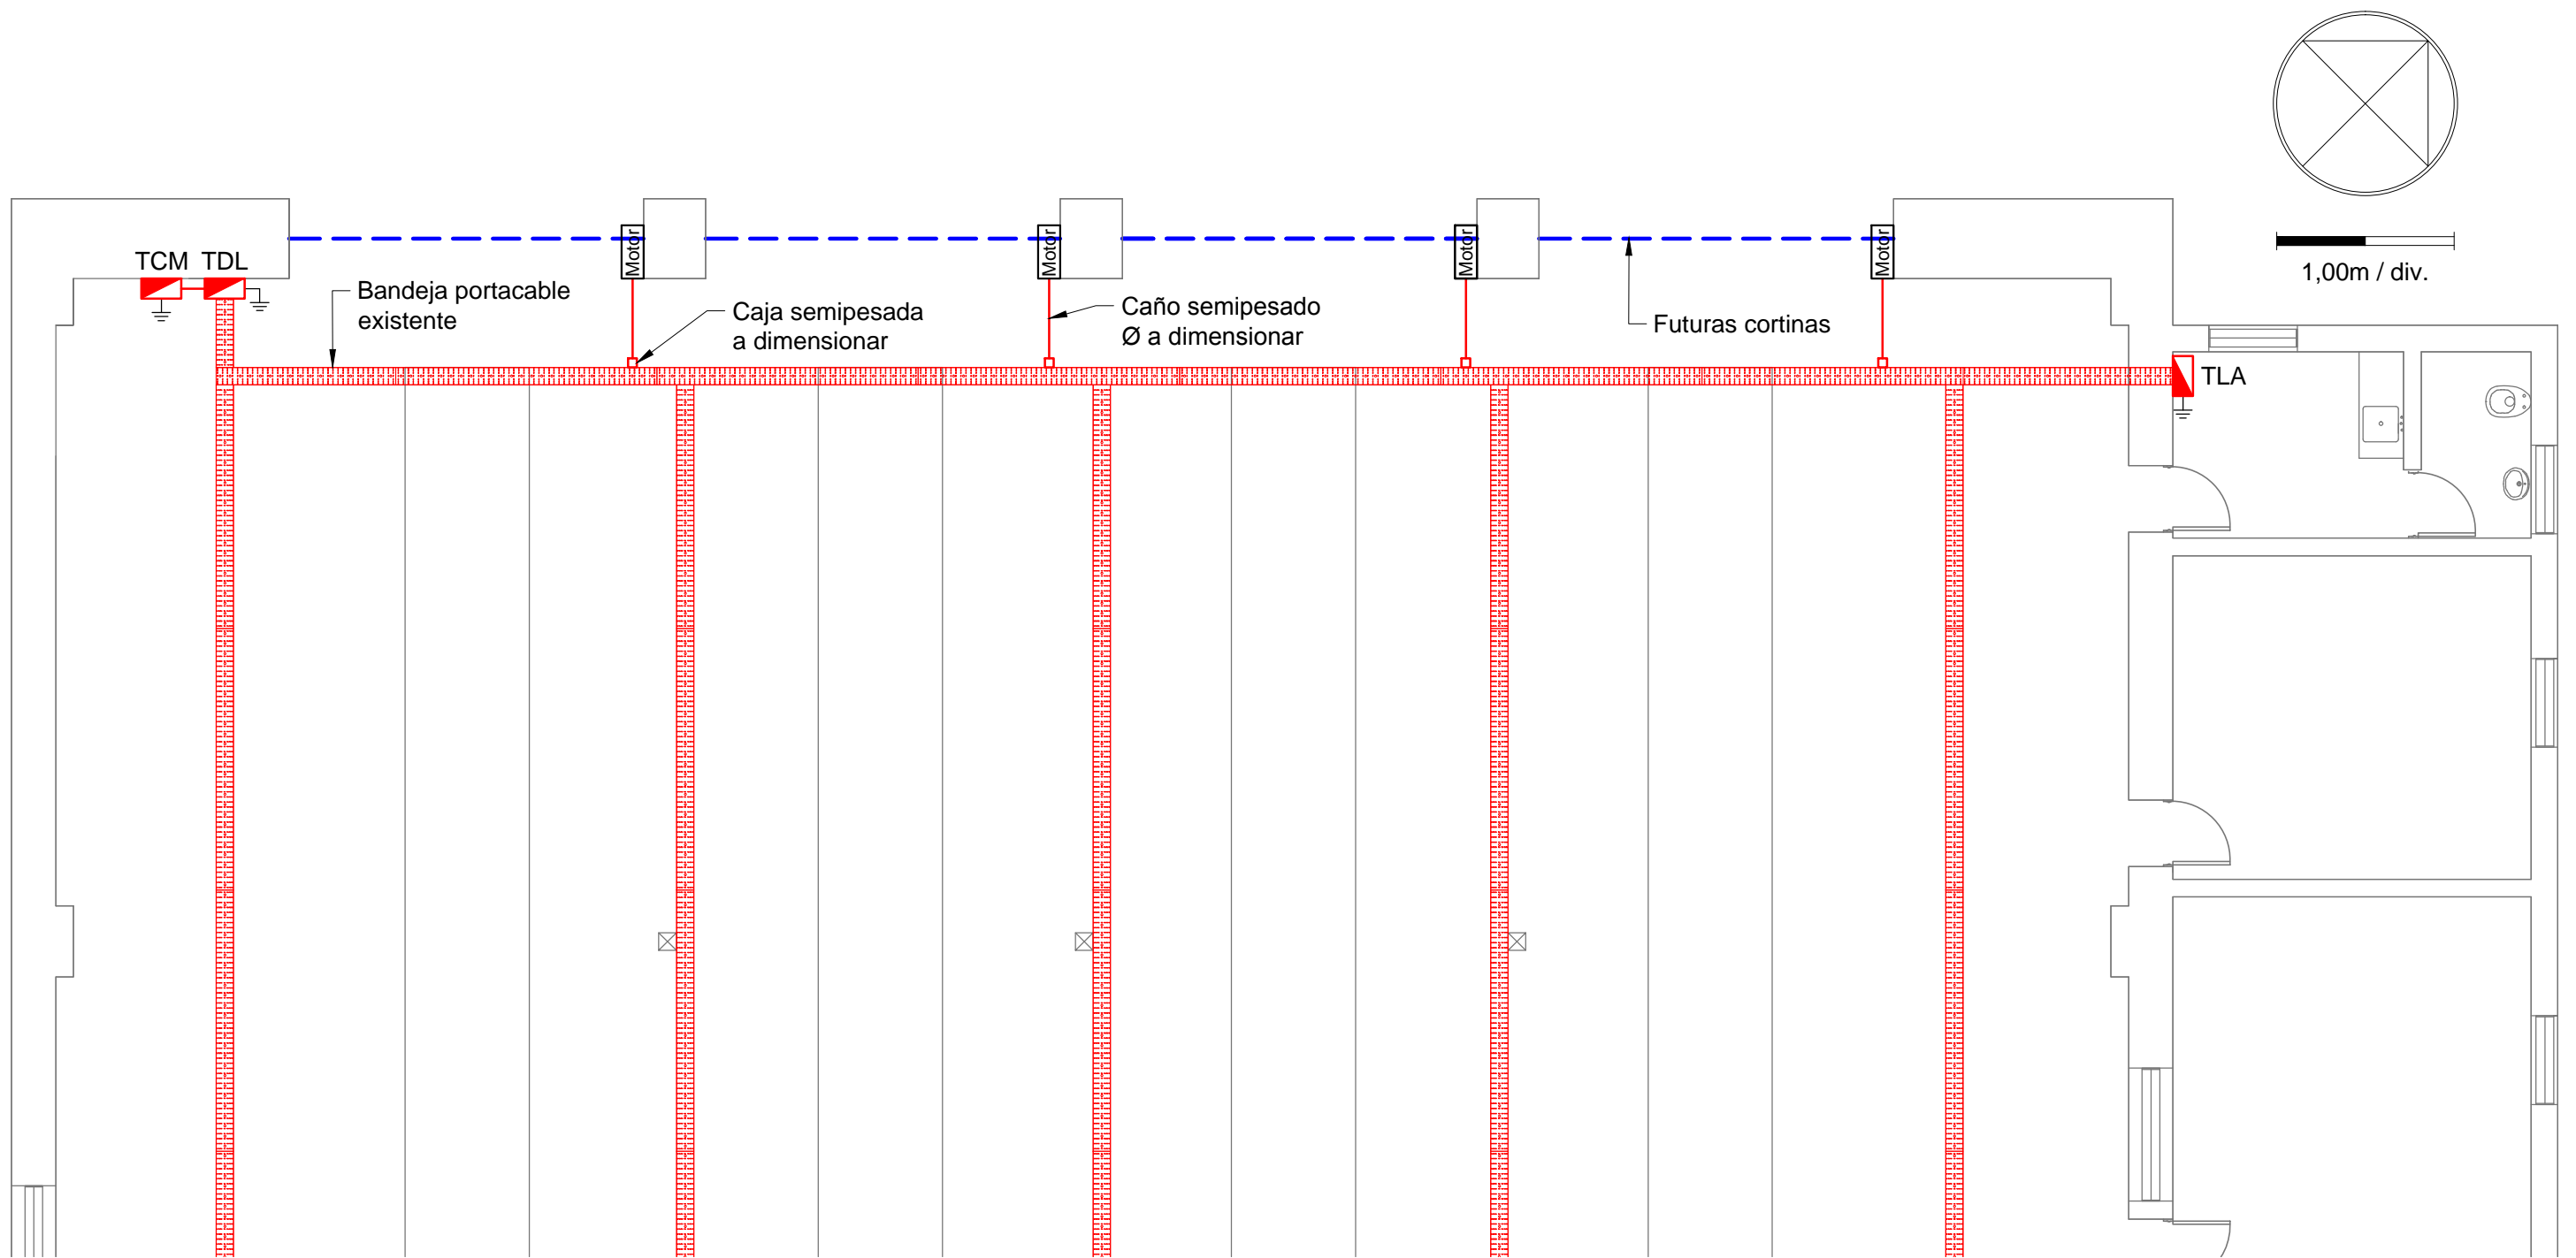 Motor
Motor
Motor
Motor
TCM
TDL
1,00m / div.
Bandeja portacable
existente
Caja semipesada
a dimensionar
Caño semipesado
Ø a dimensionar
Futuras cortinas
TLA